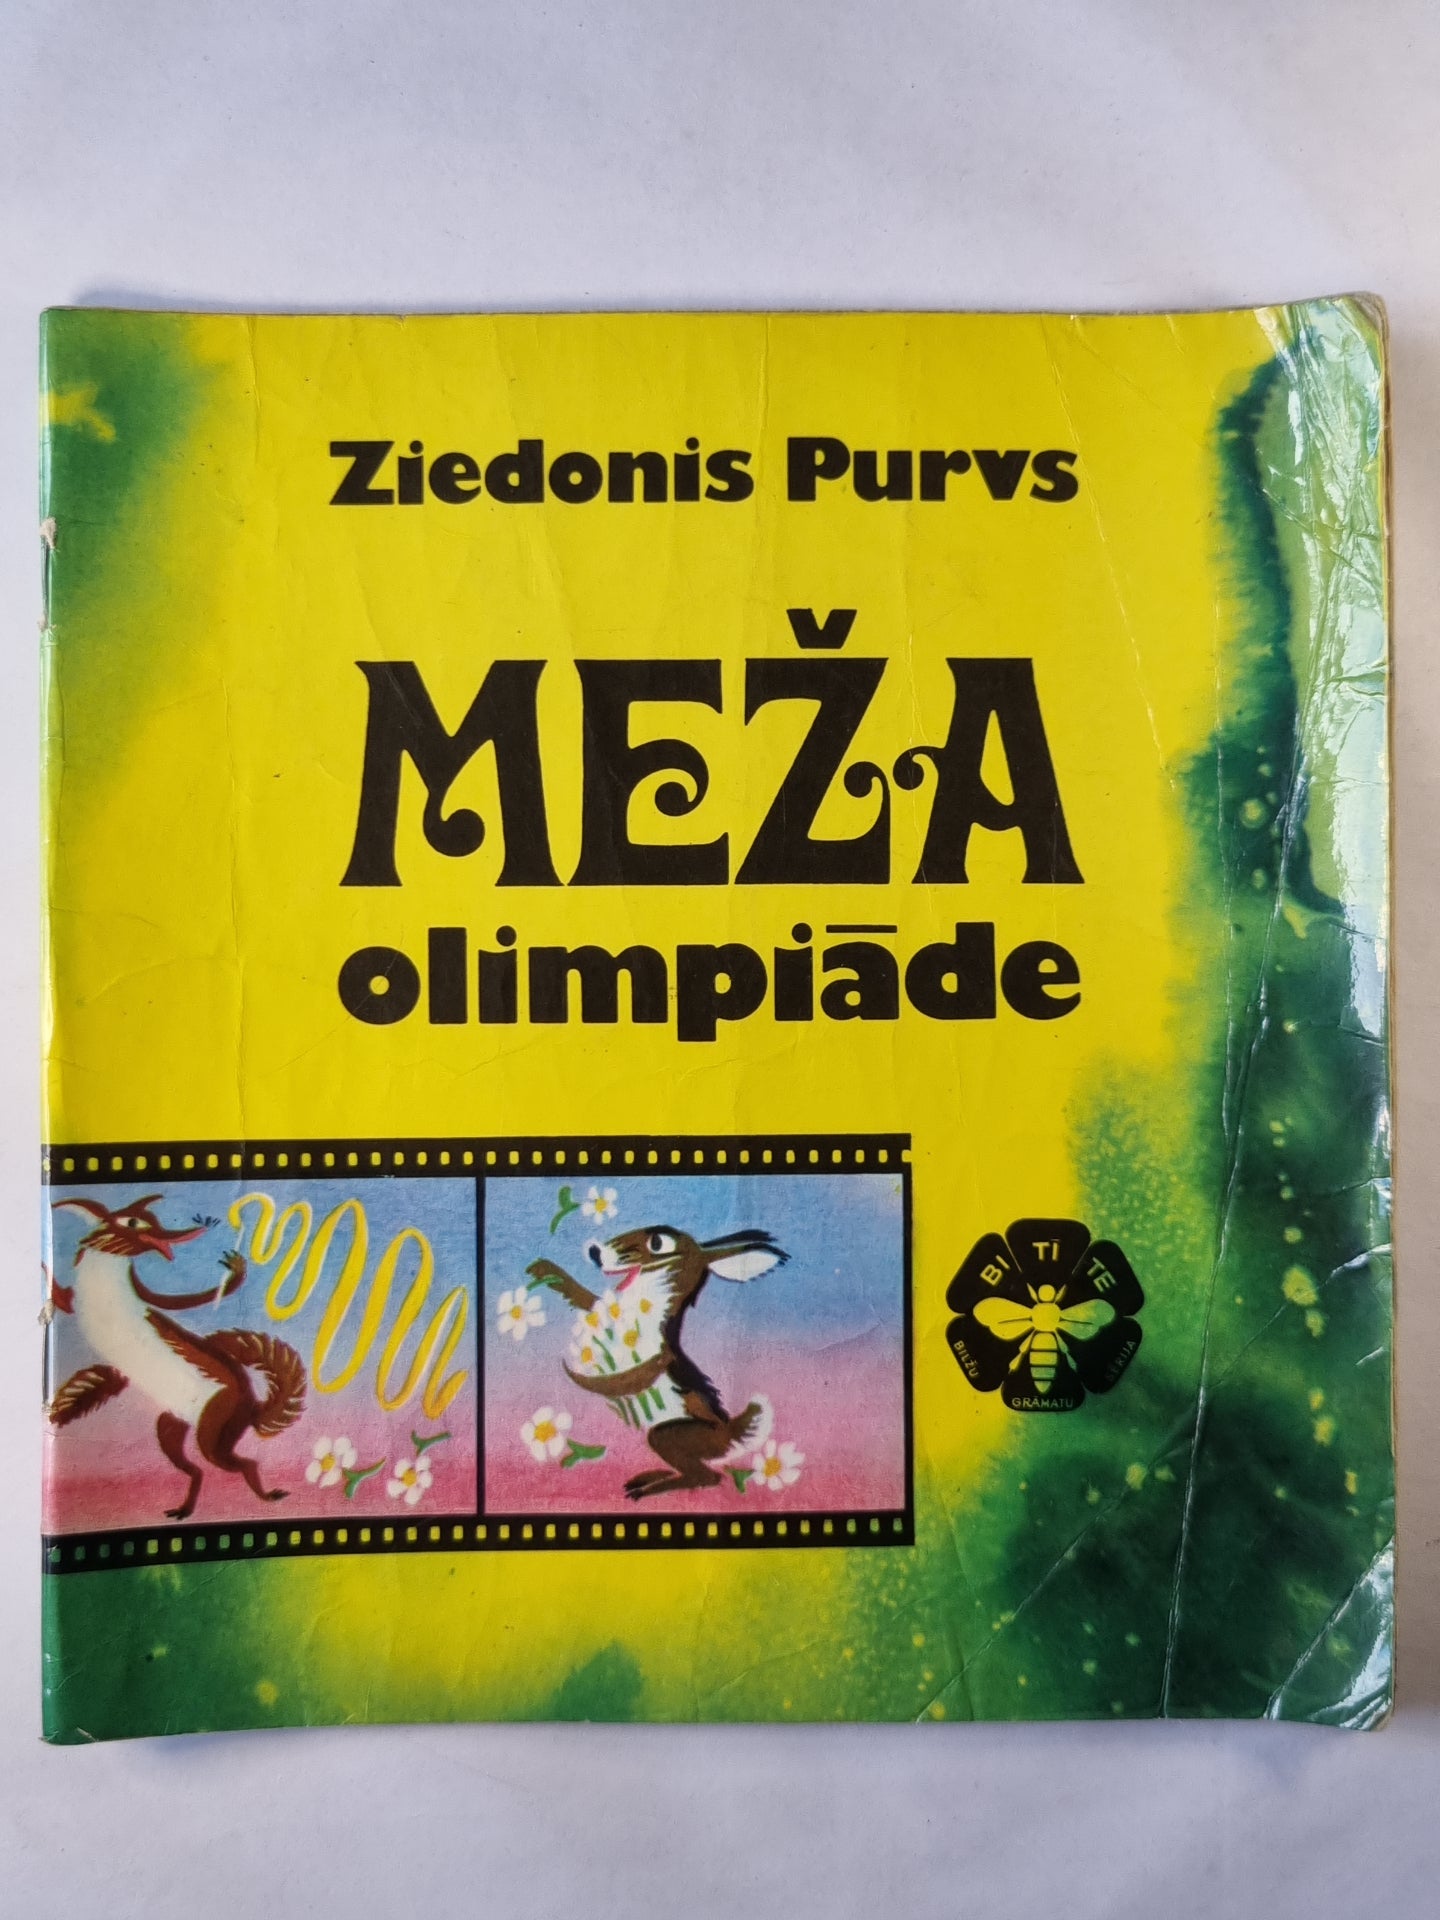 Ziedonis Purvs
MEŽA
olimpiāde
BI TĪ TE
BILŽU GRĀMATU SĒRIJA